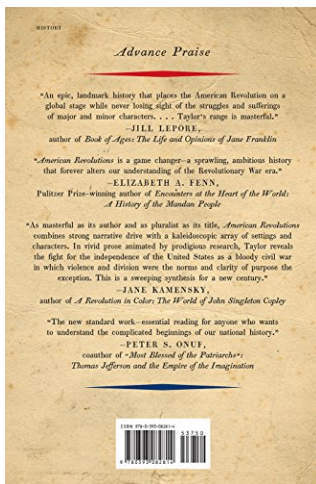 HISTORY
Advance Praise
"An epic, landmark history that places the American Revolution on a
global stage while never losing sight of the struggles and sufferings
of major and minor characters. . . . Taylor's range is masterful."
—JILL LEPORE,
author of Book of Ages: The Life and Opinions of Jane Franklin
"American Revolutions is a game changer—a sprawling, ambitious history
that forever alters our understanding of the Revolutionary War era."
—ELIZABETH A. FENN,
Pulitzer Prize–winning author of Encounters at the Heart of the World:
A History of the Mandan People
"As masterful as its author and as pluralist as its title, American Revolutions
combines strong narrative drive with a kaleidoscopic array of settings and
characters. In vivid prose animated by prodigious research, Taylor reveals
the fight for the independence of the United States as a bloody civil war
in which violence and division were the norms and clarity of purpose the
exception. This is a sweeping synthesis for a new century."
—JANE KAMENSKY,
author of A Revolution in Color: The World of John Singleton Copley
"The new standard work—essential reading for anyone who wants
to understand the complicated beginnings of our national history."
—PETER S. ONUF,
coauthor of "Most Blessed of the Patriarchs":
Thomas Jefferson and the Empire of the Imagination
ISBN 978-0-393-08281-4
53750
9 780393 082814